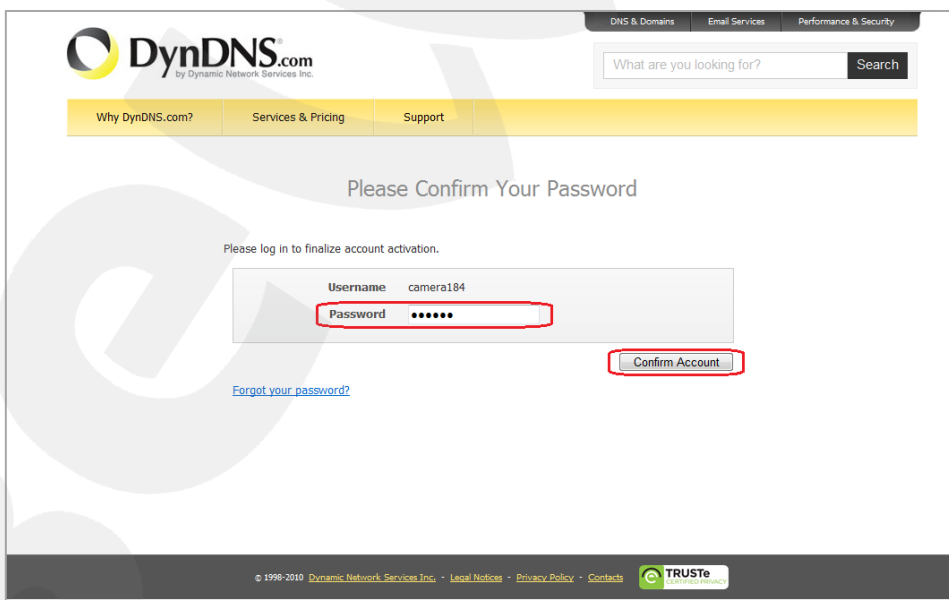 DNS & Domains Email Services Performance & Security
DynDNS.com
by Dynamic Network Services Inc.
What are you looking for? Search
Why DynDNS.com? Services & Pricing Support
Please Confirm Your Password
Please log in to finalize account activation.
Username camera184
Password ••••••
Confirm Account
Forgot your password?
© 1998-2010 Dynamic Network Services Inc. - Legal Notices - Privacy Policy - Contacts
TRUSTe
CERTIFIED PRIVACY